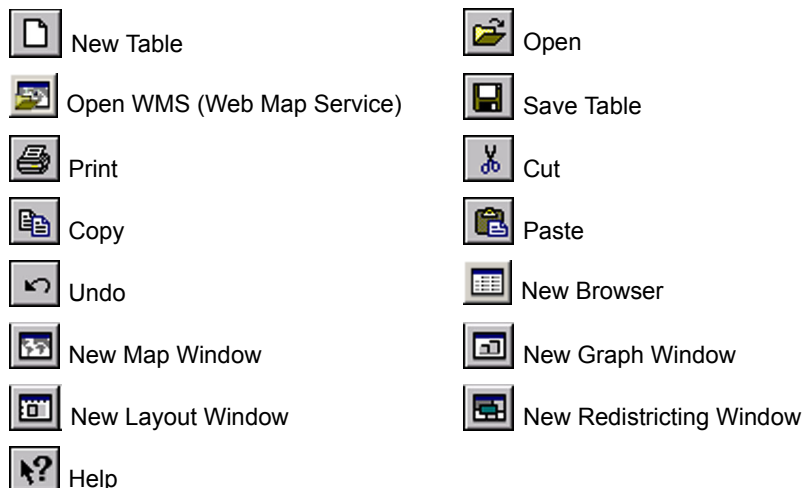 New Table
Open
Open WMS (Web Map Service)
Save Table
Print
Cut
Copy
Paste
Undo
New Browser
New Map Window
New Graph Window
New Layout Window
New Redistricting Window
Help